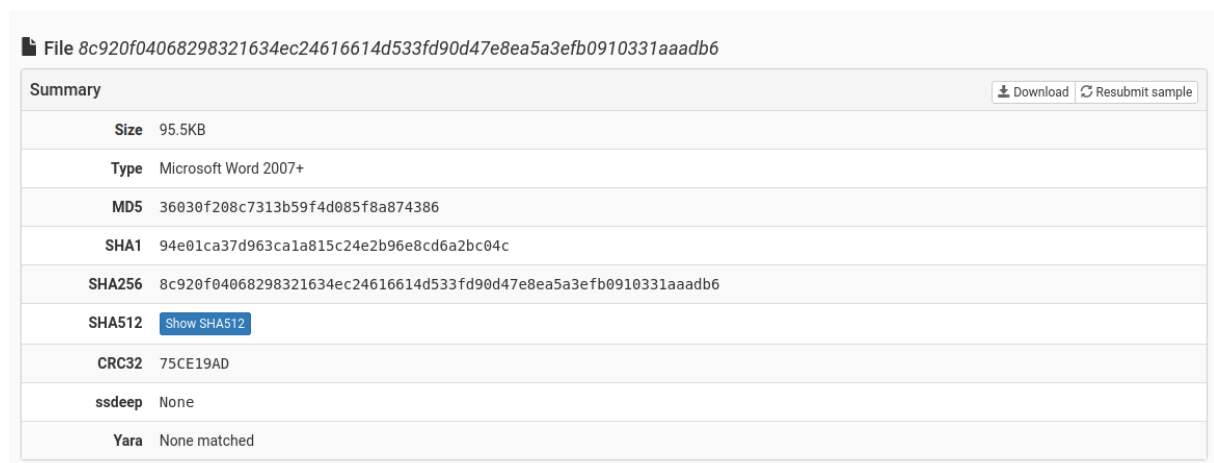 File 8c920f04068298321634ec24616614d533fd90d47e8ea5a3efb0910331aaadb6
Summary Download Resubmit sample
Size 95.5KB
Type Microsoft Word 2007+
MD5 36030f208c7313b59f4d085f8a874386
SHA1 94e01ca37d963ca1a815c24e2b96e8cd6a2bc04c
SHA256 8c920f04068298321634ec24616614d533fd90d47e8ea5a3efb0910331aaadb6
SHA512 Show SHA512
CRC32 75CE19AD
ssdeep None
Yara None matched